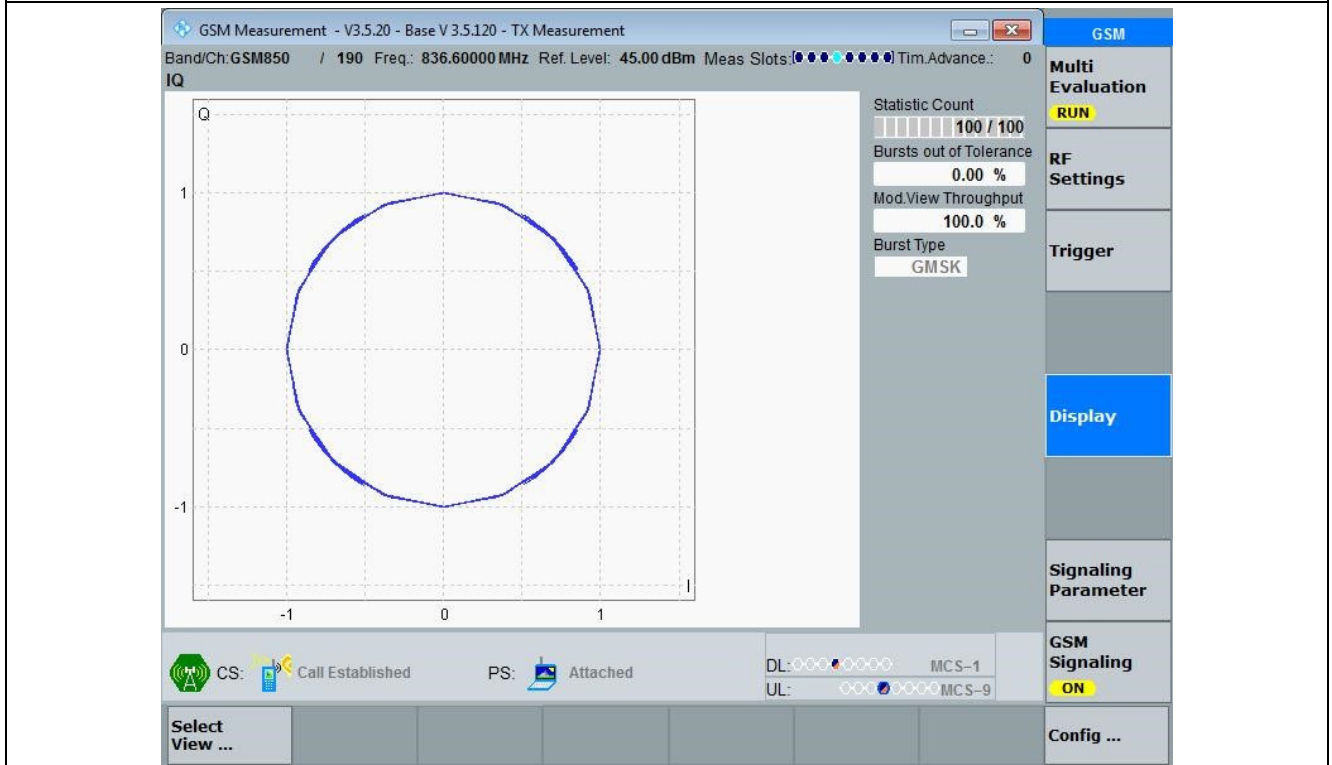 GSM Measurement - V3.5.20 - Base V 3.5.120 - TX Measurement
GSM
Band/Ch: GSM850 / 190 Freq.: 836.60000 MHz Ref. Level: 45.00 dBm Meas Slots: Tim.Advance.: 0
IQ
Multi
Evaluation
RUN
Q
Statistic Count
100 / 100
Bursts out of Tolerance
0.00 %
Mod.View Throughput
100.0 %
Burst Type
GMSK
RF
Settings
Trigger
1
0
-1
I
-1 0 1
Display
Signaling
Parameter
GSM
Signaling
ON
CS: Call Established PS: Attached DL: MCS-1
UL: MCS-9
Select
View ...
Config ...